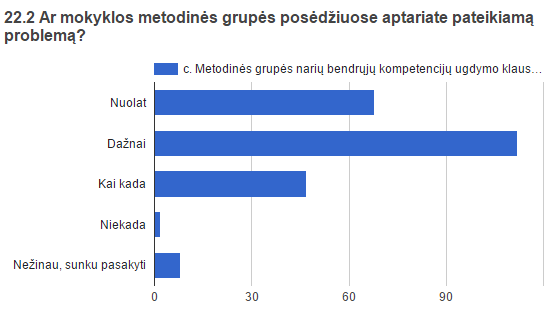 22.2 Ar mokyklos metodinės grupės posėdžiuose aptariate pateikiamą
problemą?
c. Metodinės grupės narių bendrųjų kompetencijų ugdymo klaus…
Nuolat
Dažnai
Kai kada
Niekada
Nežinau, sunku pasakyti
0 30 60 90